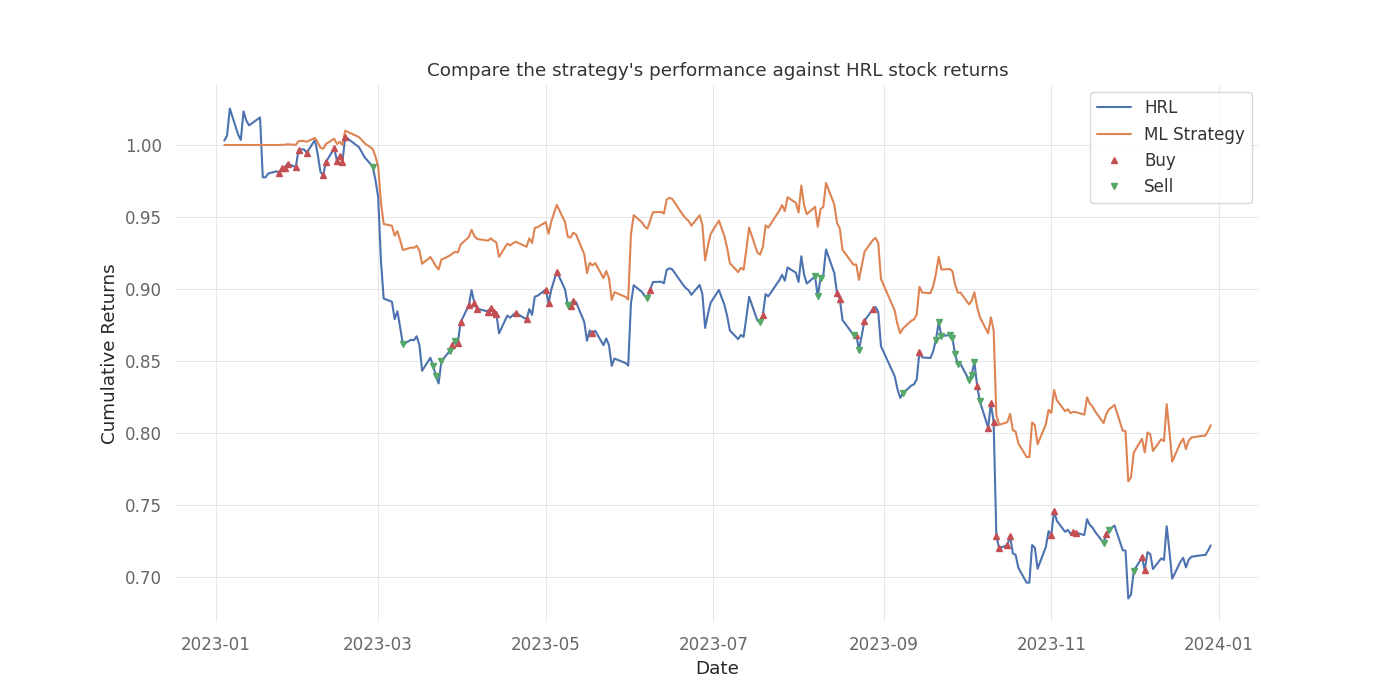 Compare the strategy's performance against HRL stock returns
HRL
ML Strategy
Buy
Sell
Cumulative Returns
1.00
0.95
0.90
0.85
0.80
0.75
0.70
2023-01
2023-03
2023-05
2023-07
2023-09
2023-11
2024-01
Date